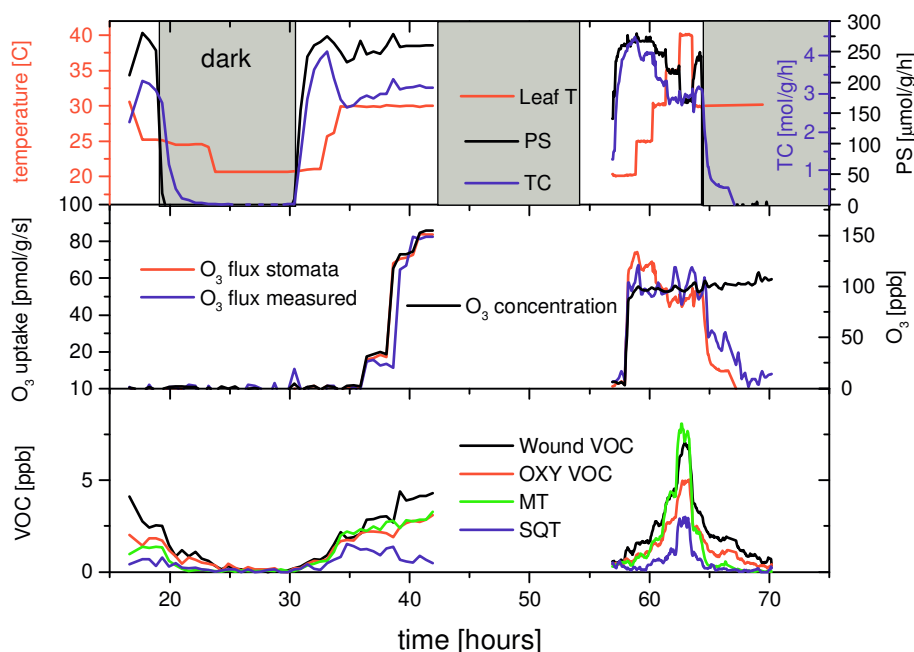 temperature [C]
40
35
30
25
20
dark
Leaf T
PS
TC
4
3
2
1
TC [mol/g/h]
300
250
200
150
100
50
0
PS [µmol/g/h]
O₃ uptake [pmol/g/s]
100
80
60
40
20
10
O₃ flux stomata
O₃ flux measured
O₃ concentration
150
100
50
0
O₃ [ppb]
VOC [ppb]
5
0
Wound VOC
OXY VOC
MT
SQT
20
30
40
50
60
70
time [hours]